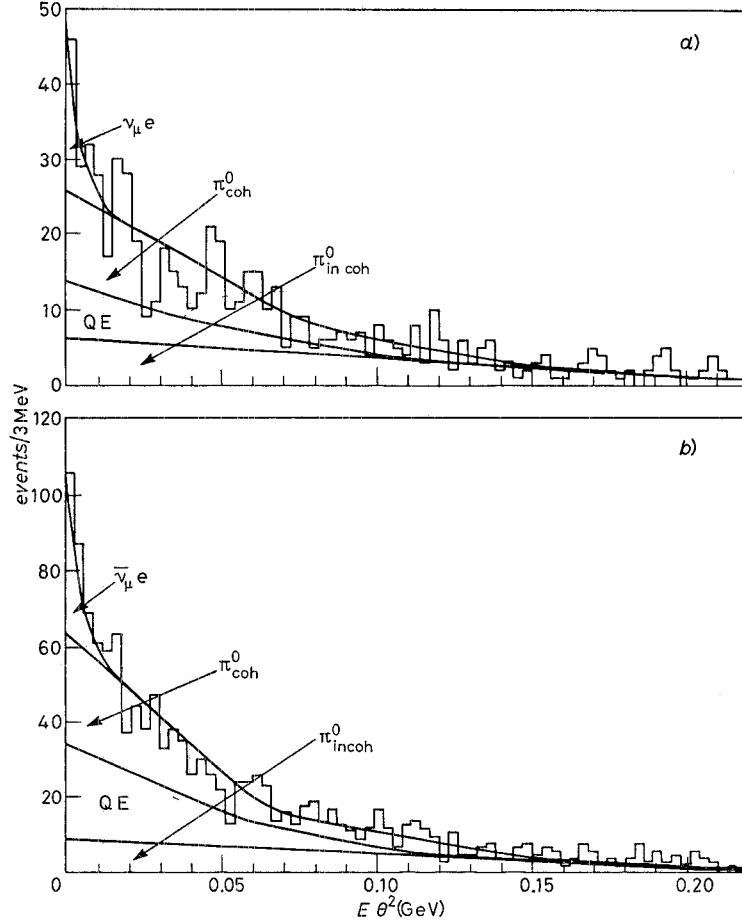 50
a)
40
ν_μ e
30
π⁰_coh
20
π⁰_in coh
10
QE
0
events/3MeV
120
b)
100
80
ν̄_μ e
60
π⁰_coh
40
π⁰_incoh
20
QE
0
0 0.05 0.10 0.15 0.20
E θ² (GeV)